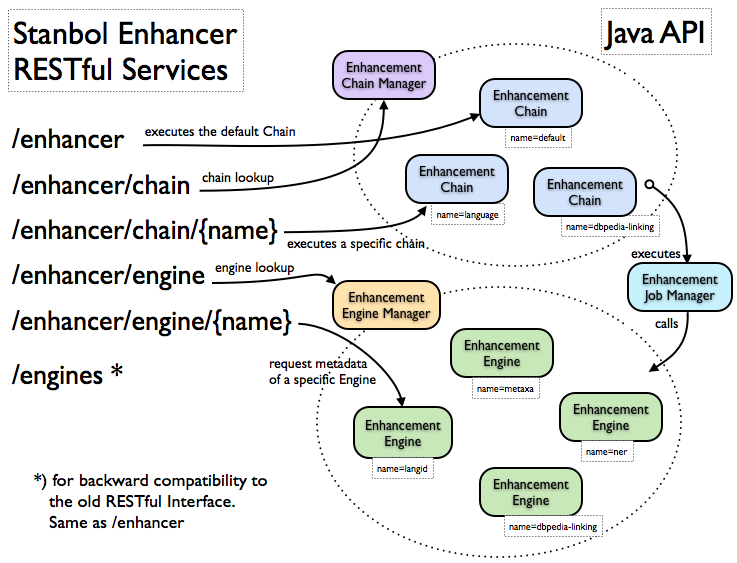 Stanbol Enhancer
RESTful Services
Java API
/enhancer
executes the default Chain
/enhancer/chain
chain lookup
/enhancer/chain/{name}
executes a specific chain
/enhancer/engine
engine lookup
/enhancer/engine/{name}
request metadata
of a specific Engine
/engines *
*) for backward compatibility to
the old RESTful Interface.
Same as /enhancer
Enhancement
Chain Manager
Enhancement
Chain
name=default
Enhancement
Chain
name=language
Enhancement
Chain
name=dbpedia-linking
executes
Enhancement
Job Manager
calls
Enhancement
Engine Manager
Enhancement
Engine
name=metaxa
Enhancement
Engine
name=langid
Enhancement
Engine
name=ner
Enhancement
Engine
name=dbpedia-linking